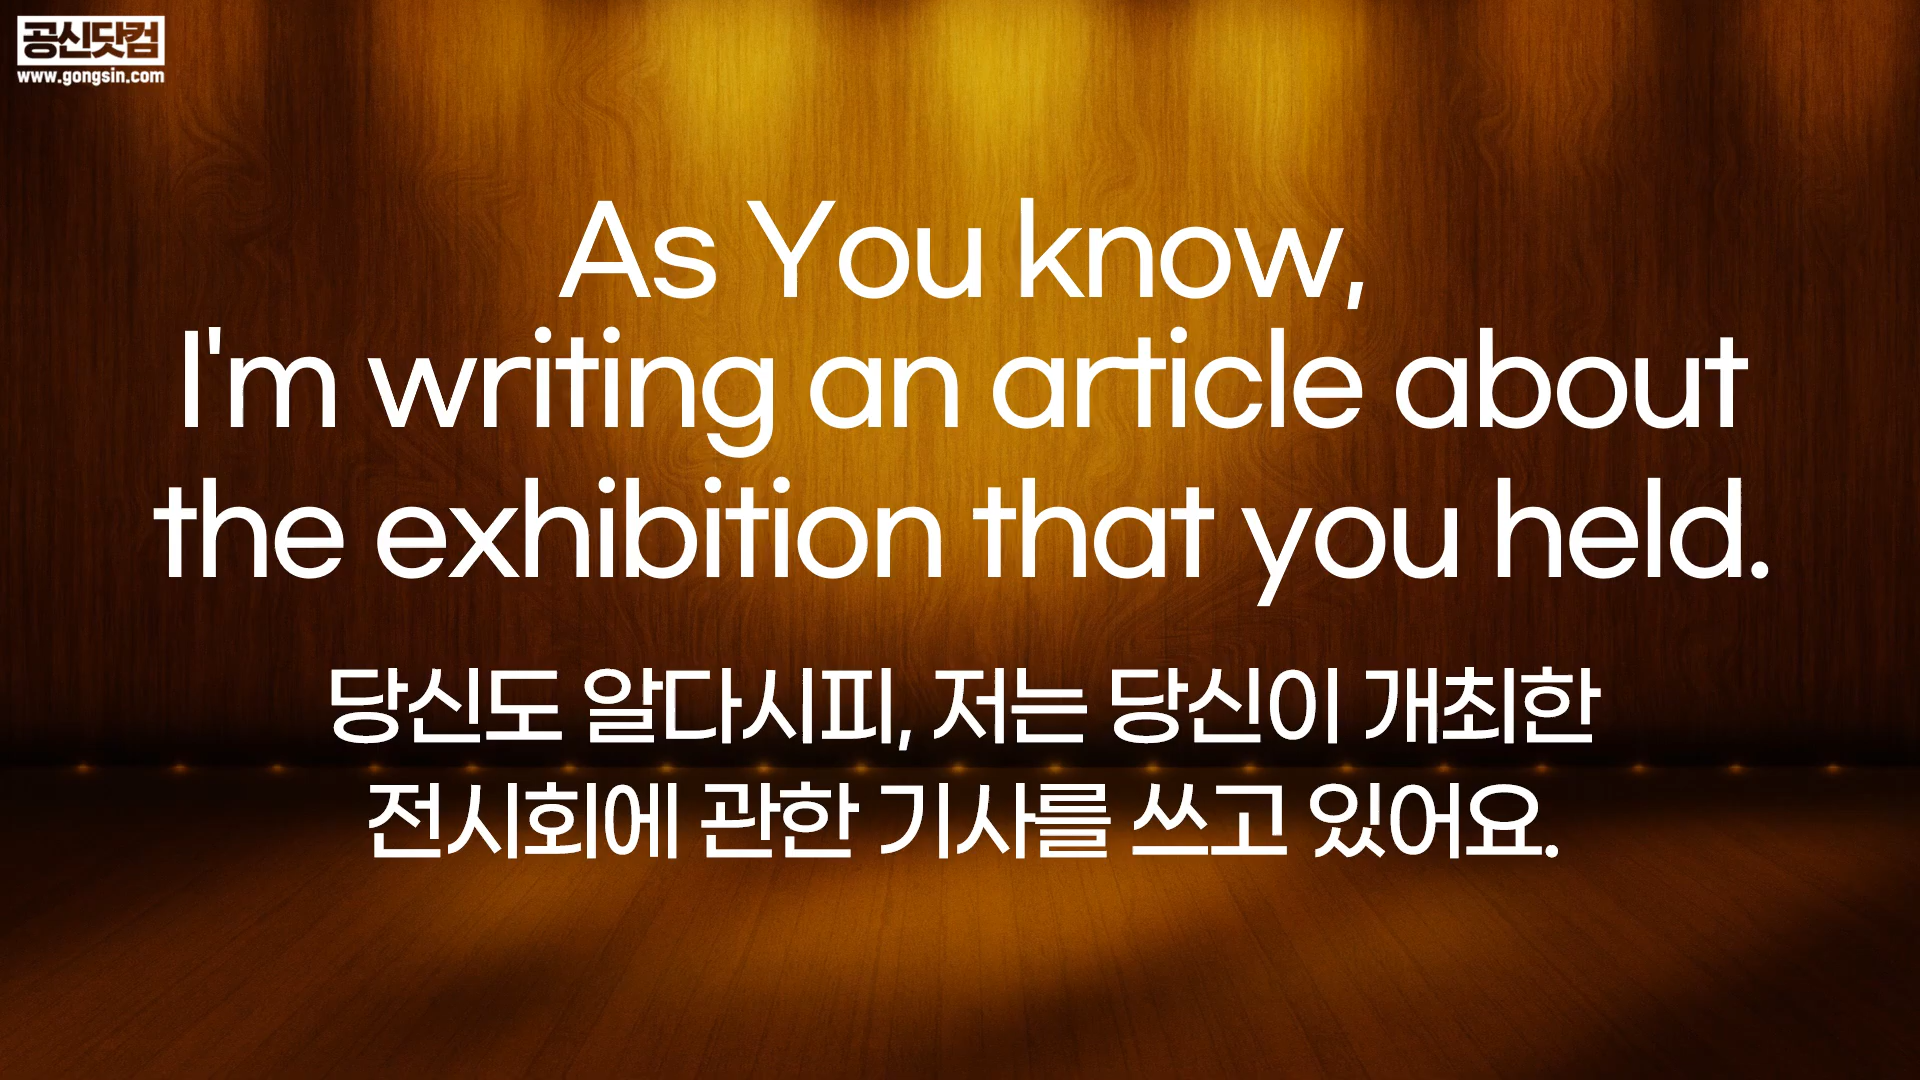 공신닷컴
www.gongsin.com
As You know,
I'm writing an article about
the exhibition that you held.
당신도 알다시피, 저는 당신이 개최한
전시회에 관한 기사를 쓰고 있어요.